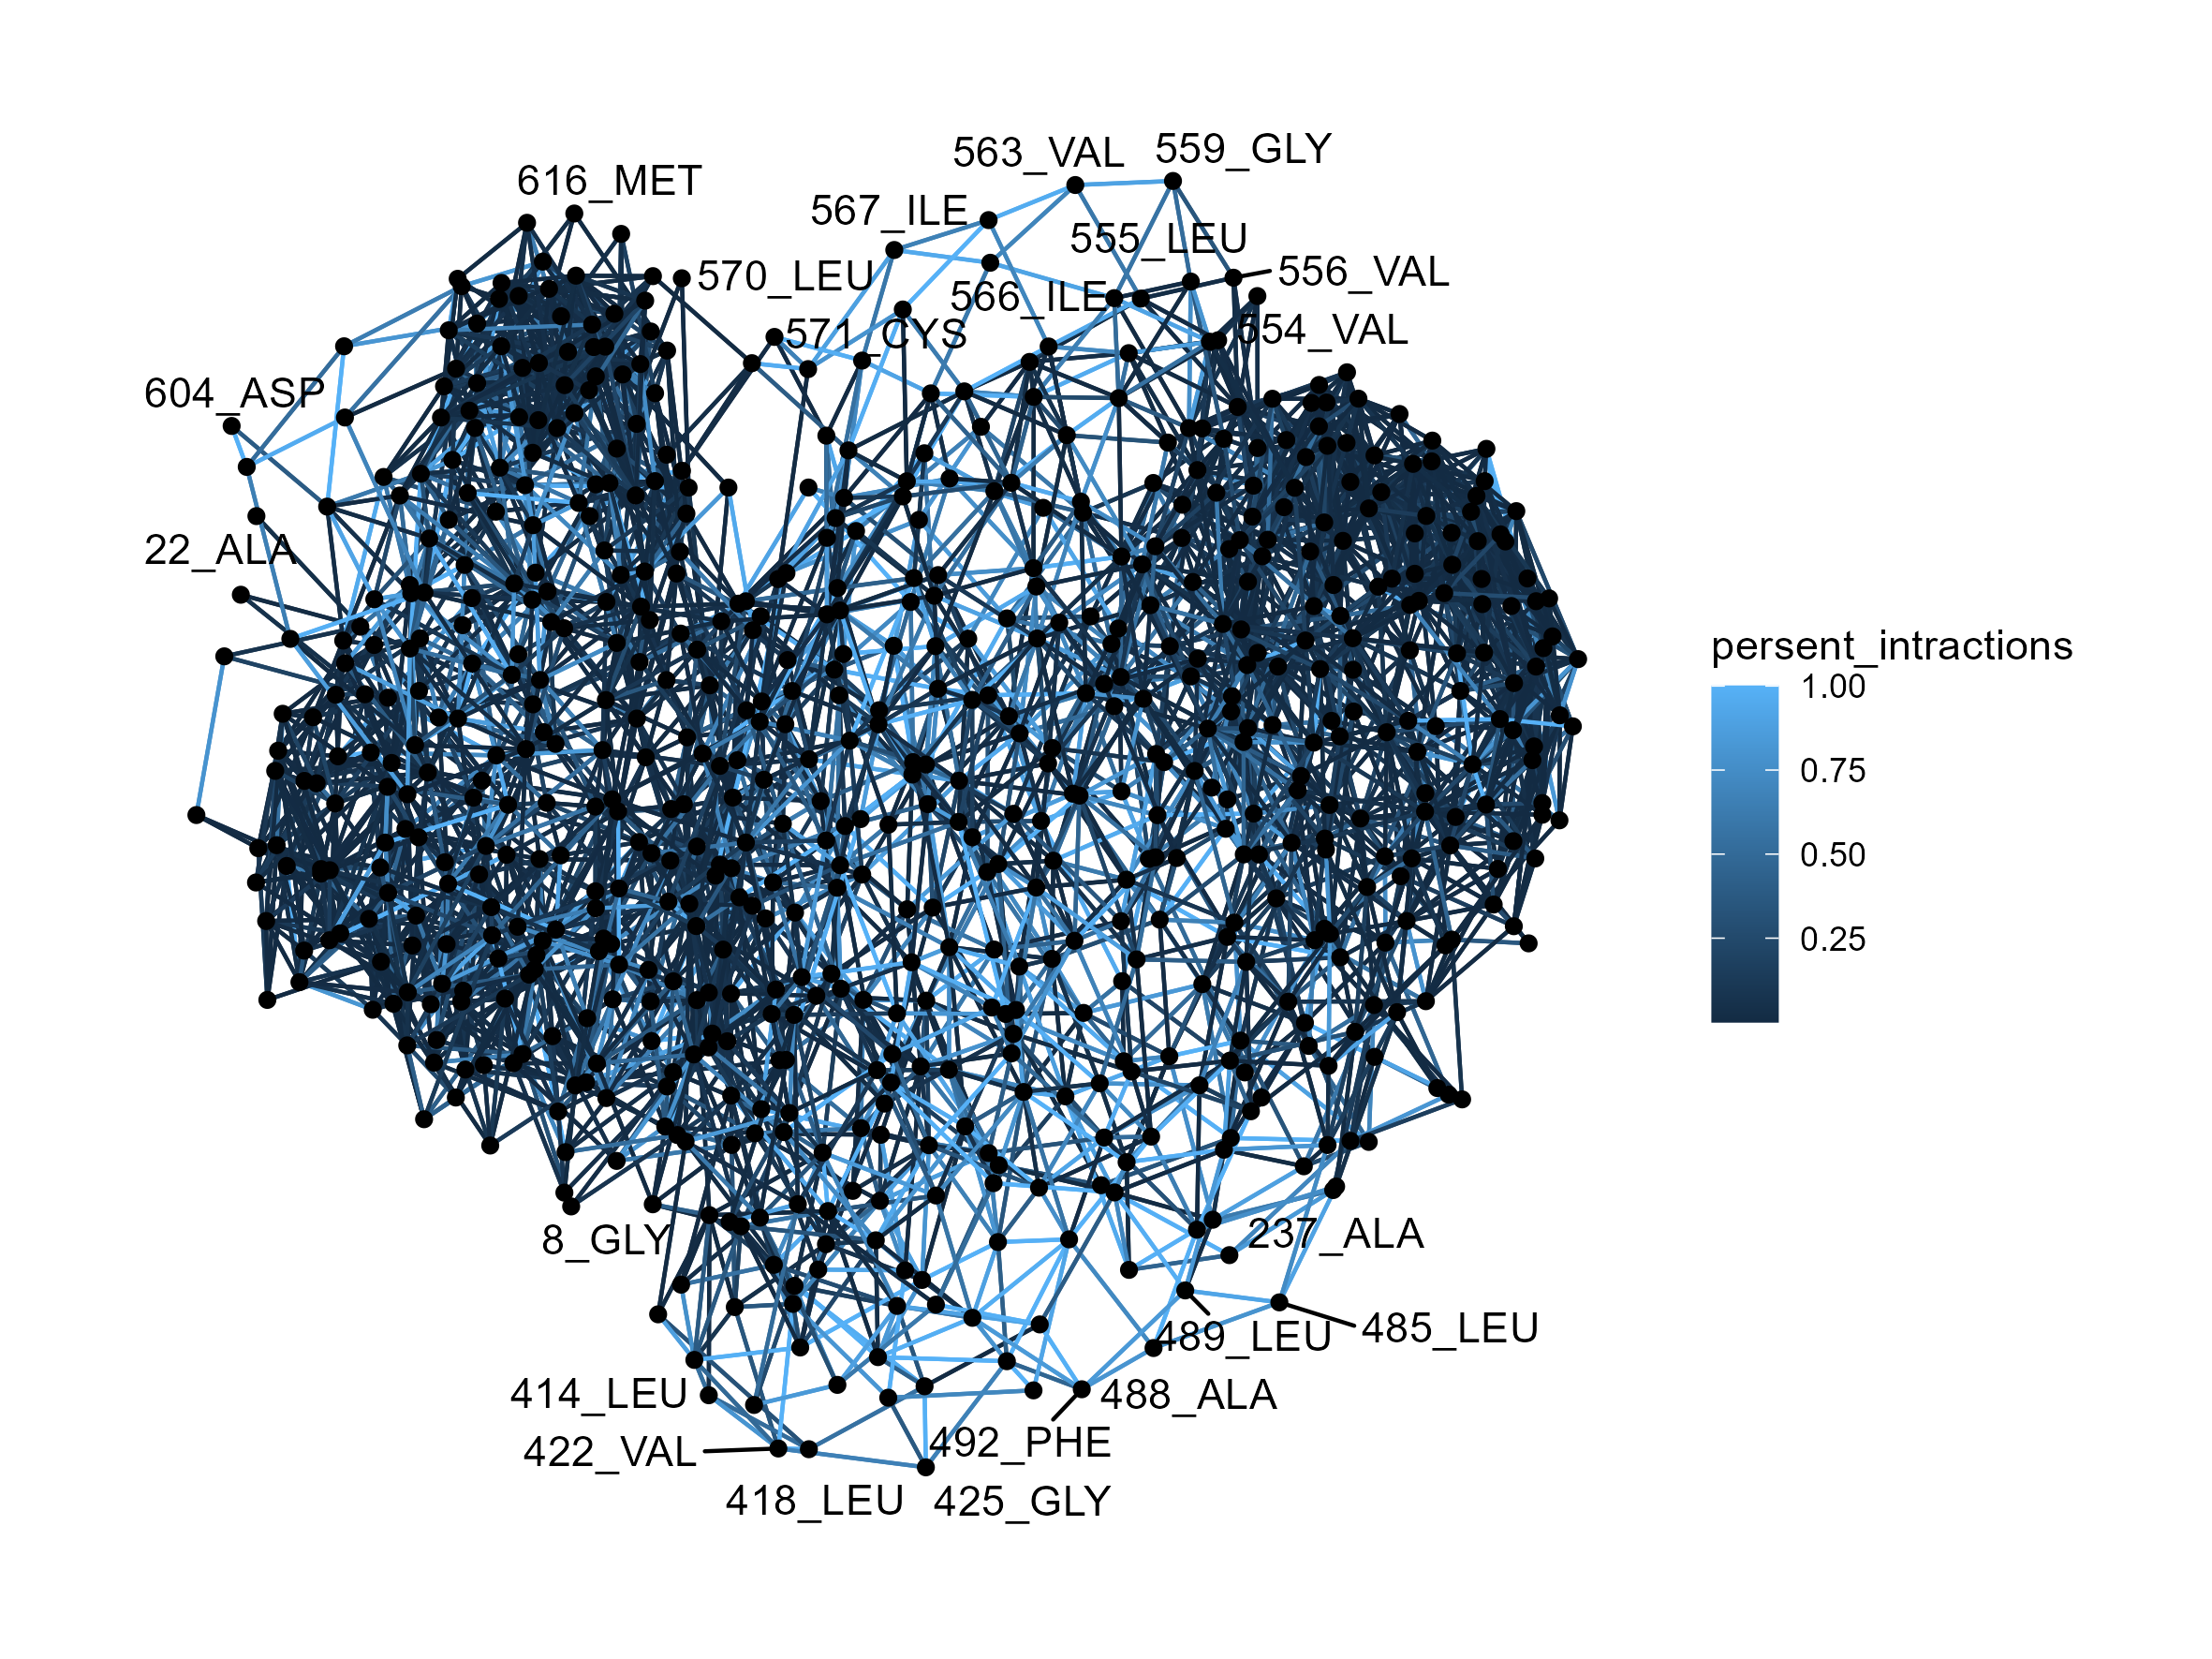 563_VAL
559_GLY
616_MET
567_ILE
555_LEU
570_LEU
556_VAL
566_ILE
571_CYS
554_VAL
604_ASP
22_ALA
persent_intractions
1.00
0.75
0.50
0.25
8_GLY
237_ALA
489_LEU
485_LEU
414_LEU
488_ALA
422_VAL
492_PHE
418_LEU
425_GLY